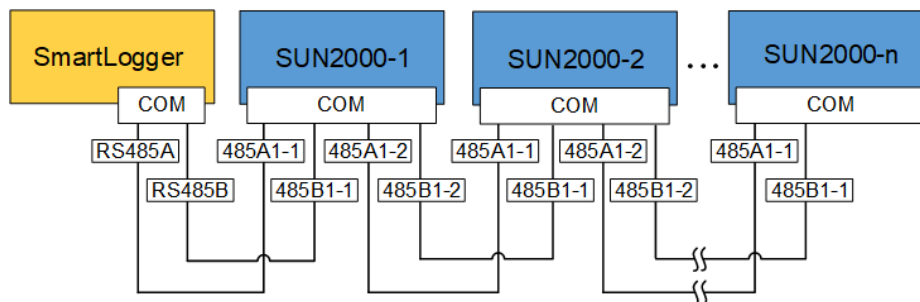 SmartLogger
SUN2000-1
SUN2000-2
...
SUN2000-n
COM
COM
COM
COM
RS485A
485A1-1
485A1-2
485A1-1
485A1-2
485A1-1
RS485B
485B1-1
485B1-2
485B1-1
485B1-2
485B1-1